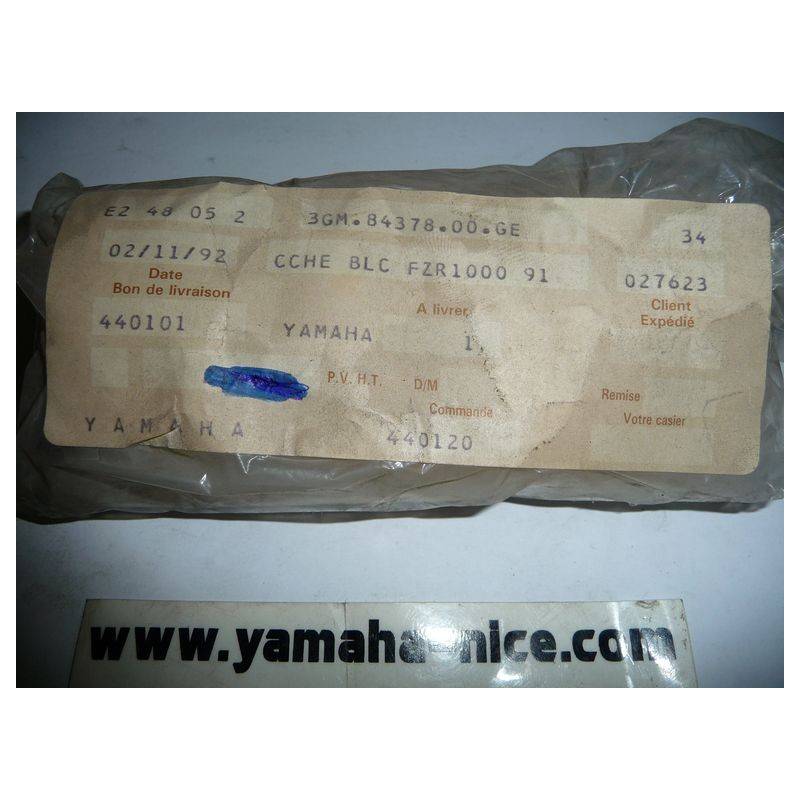 E2 48 05 2 3GM.84378.00.GE 34
02/11/92 CCHE BLC FZR1000 91 027623
Date
Bon de livraison A livrer Client
Expédié
440101 YAMAHA 1
P.V. H.T. D/M Remise
Commande Votre casier
YAMAHA 440120
www.yamaha-nice.com